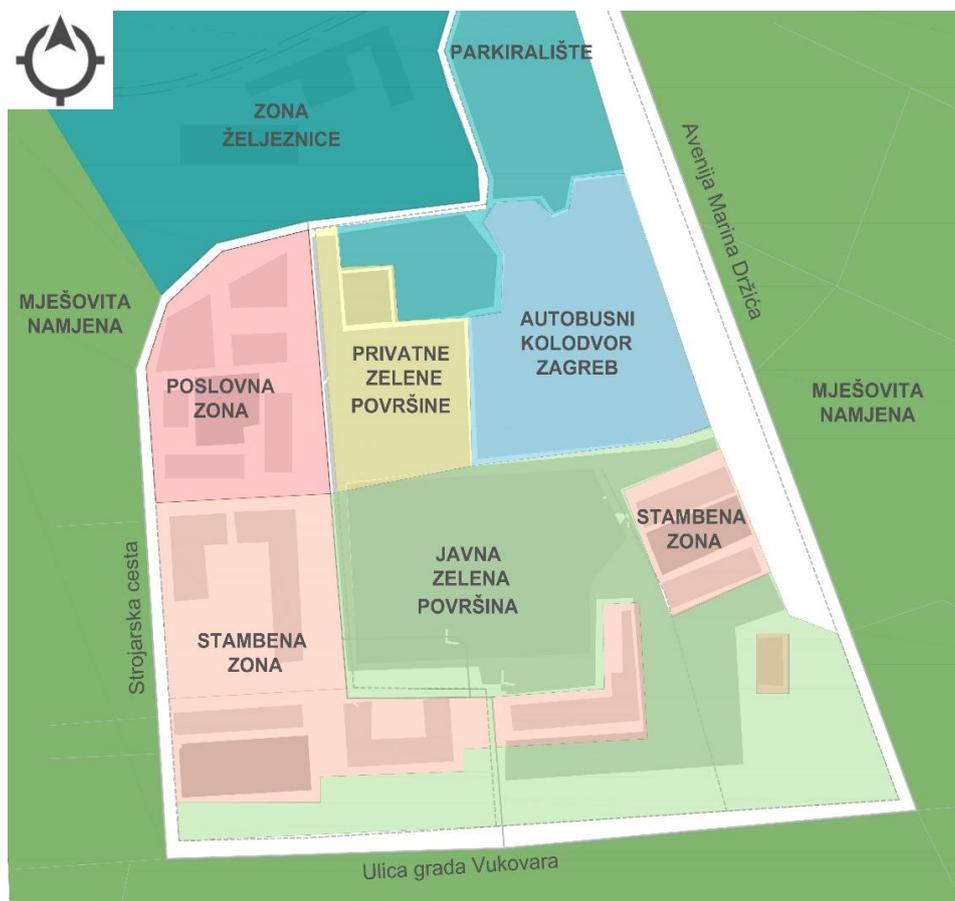 PARKIRALIŠTE
ZONA
ŽELJEZNICE
Avenija Marina Držića
MJEŠOVITA
NAMJENA
AUTOBUSNI
KOLODVOR
ZAGREB
PRIVATNE
ZELENE
POVRŠINE
POSLOVNA
ZONA
MJEŠOVITA
NAMJENA
STAMBENA
ZONA
JAVNA
ZELENA
POVRŠINA
Strojarska cesta
STAMBENA
ZONA
Ulica grada Vukovara